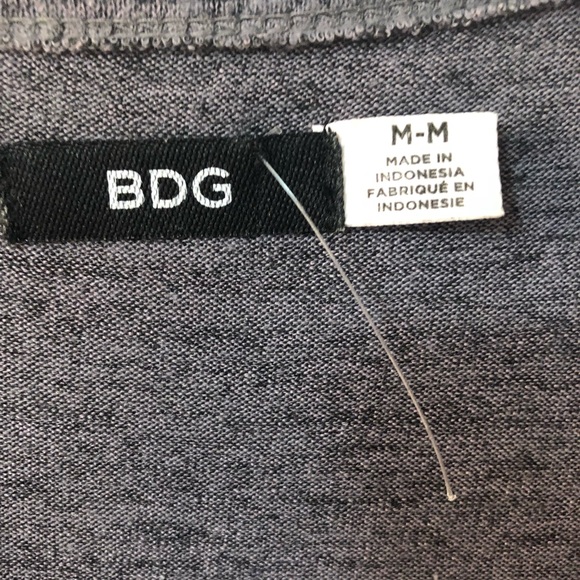 BDG
M-M
MADE IN
INDONESIA
FABRIQUÉ EN
INDONESIE